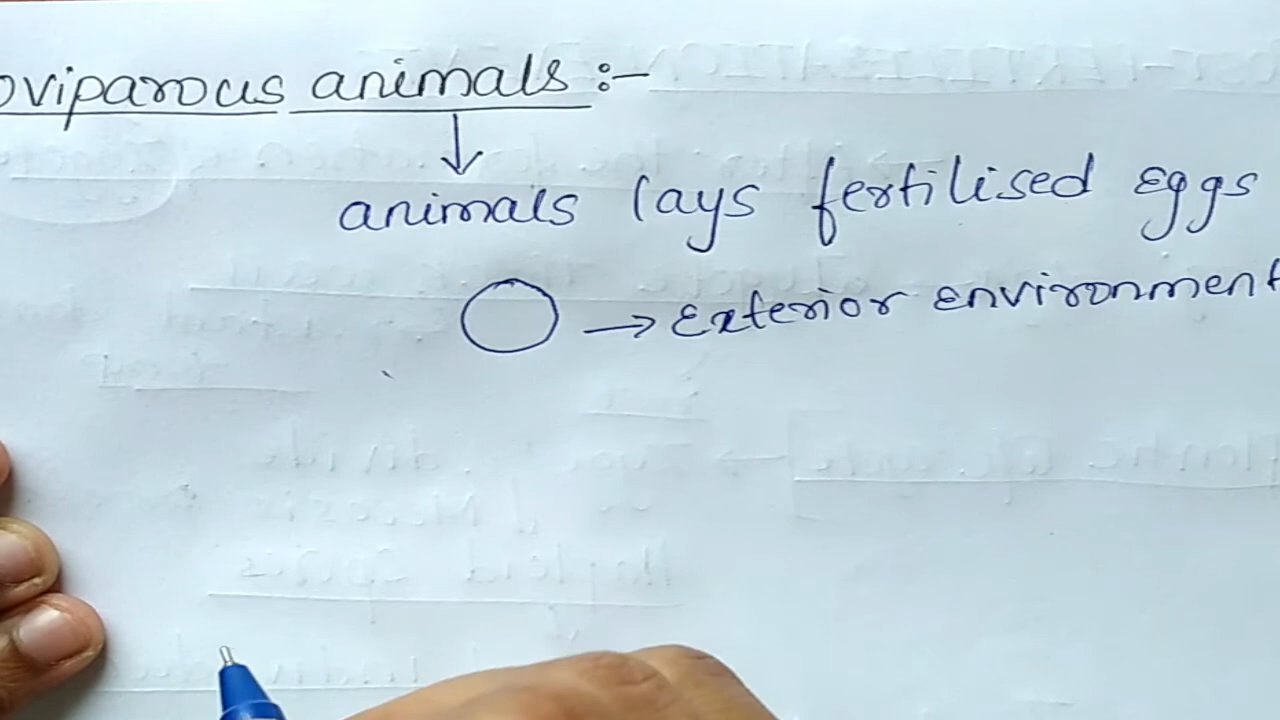 oviparous animals :-
↓
animals lays fertilised eggs
→ Exterior environment